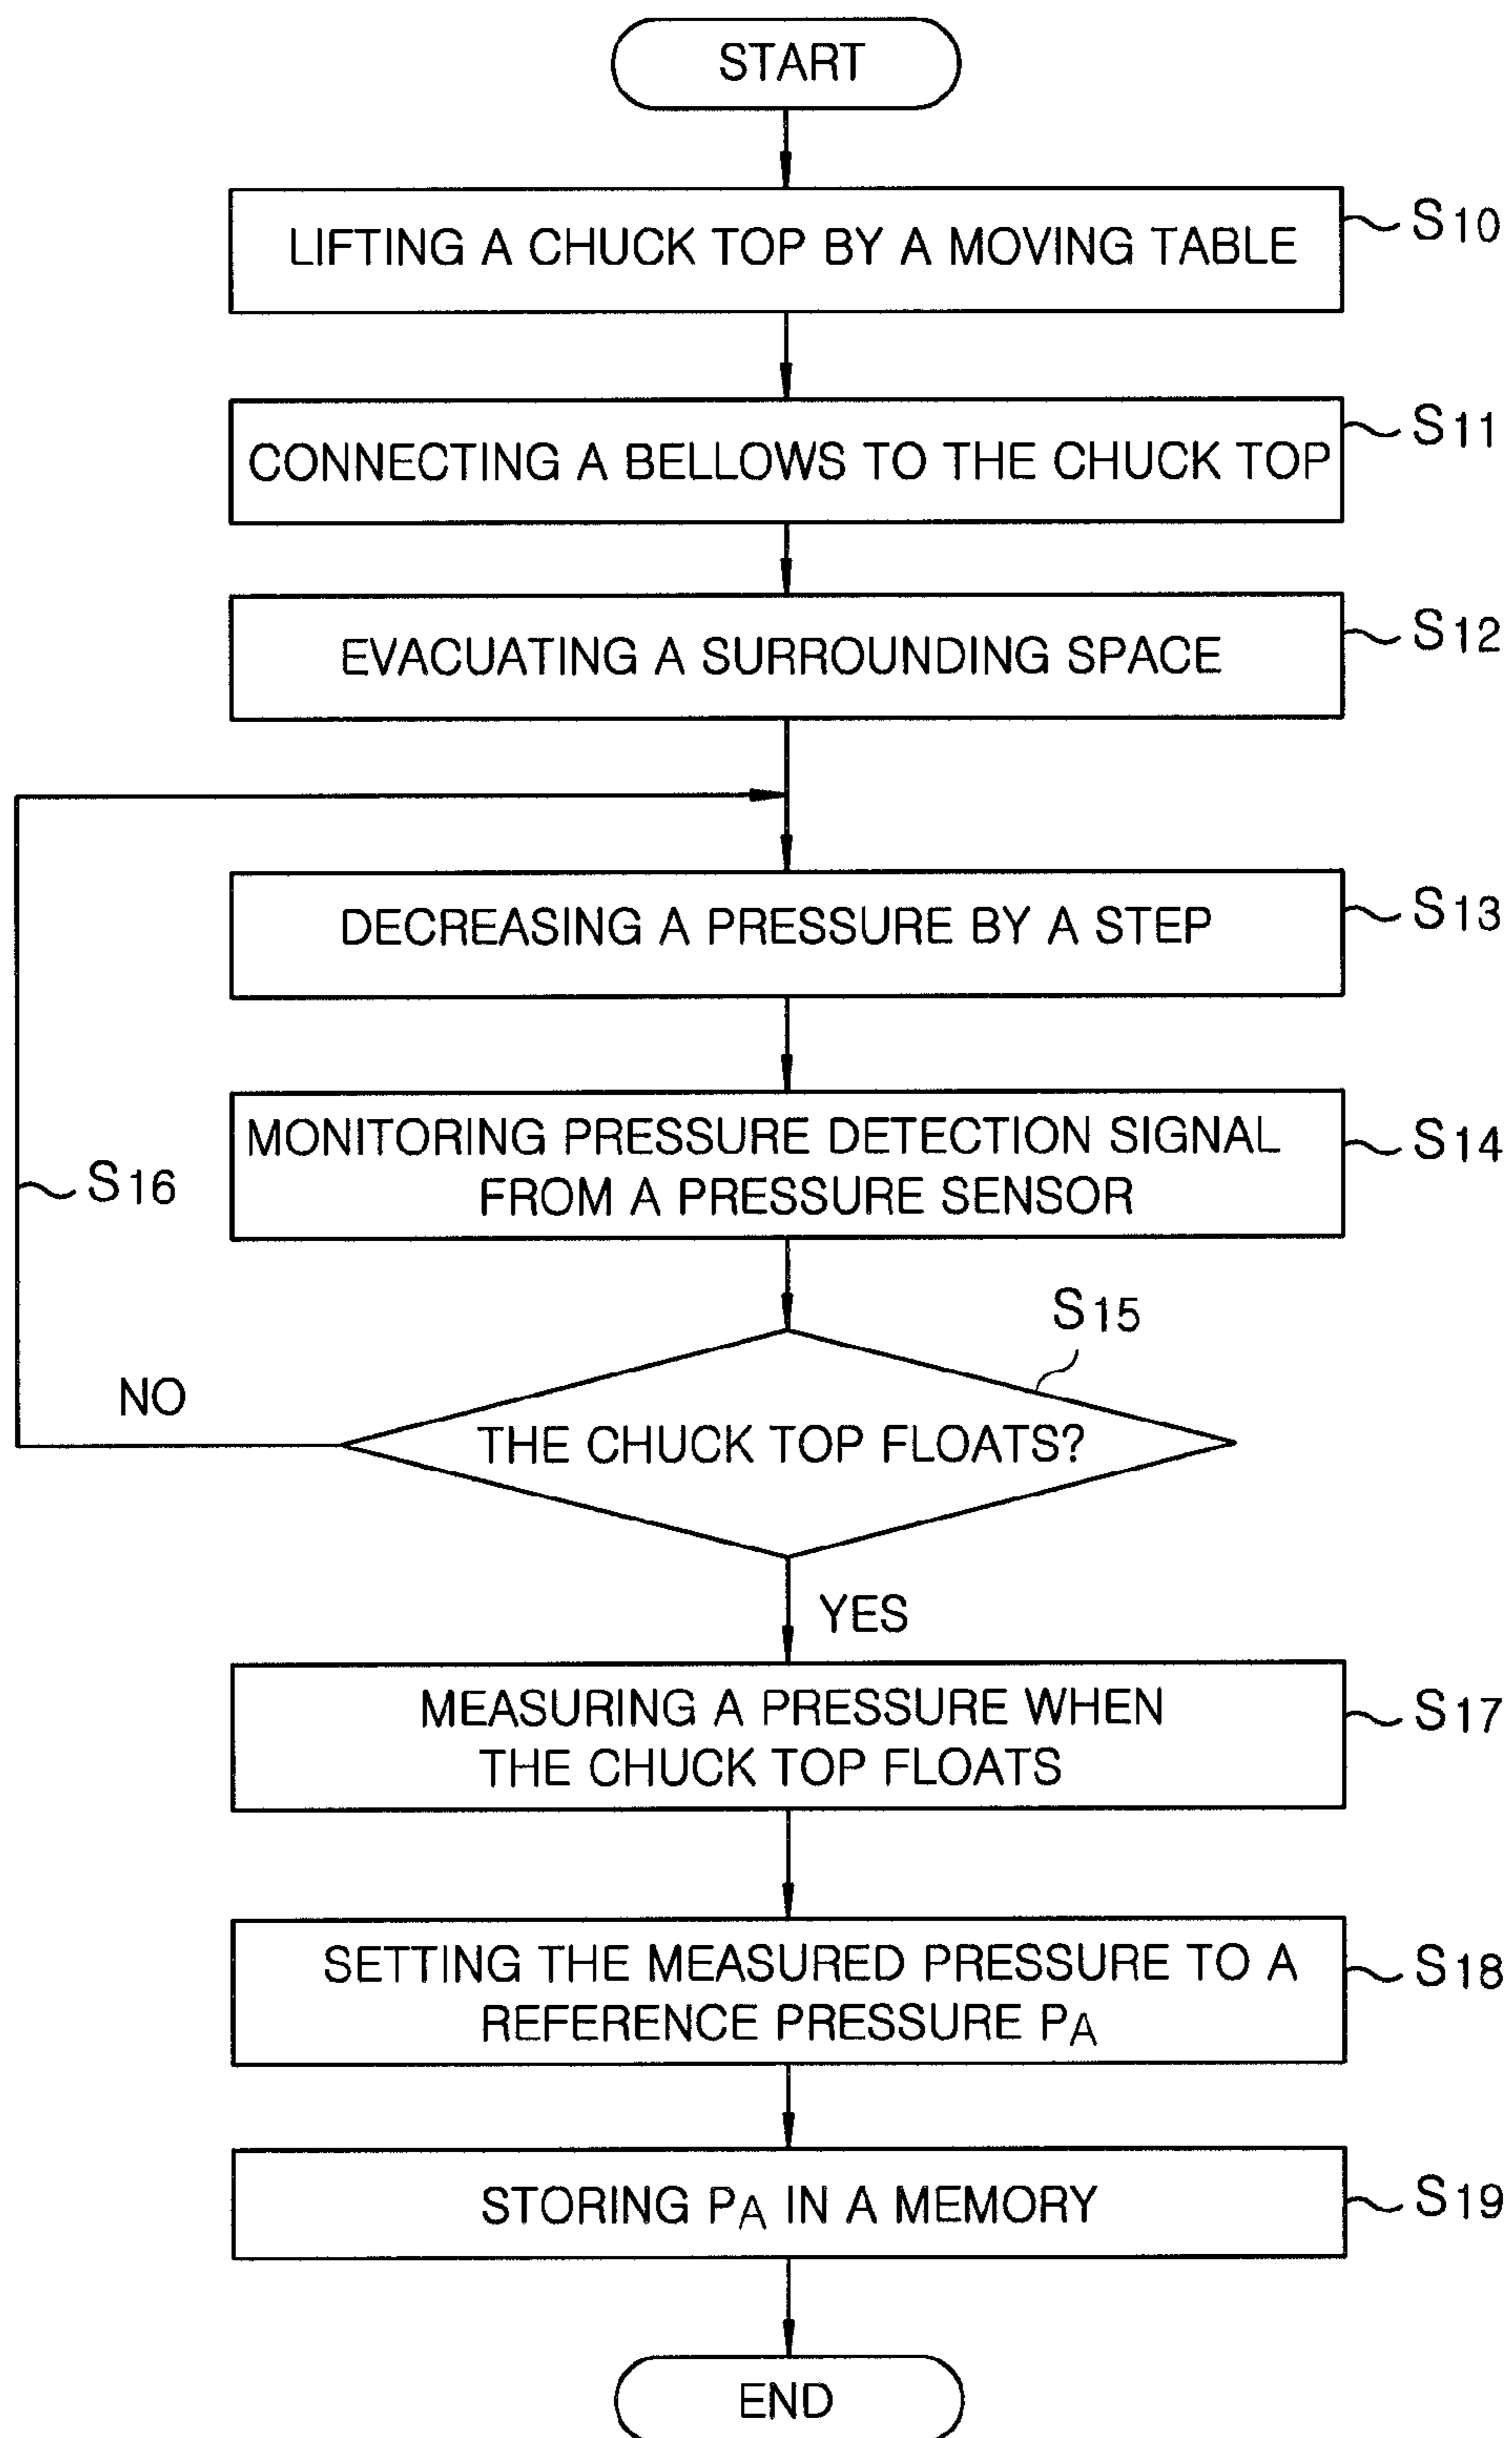 START
LIFTING A CHUCK TOP BY A MOVING TABLE
S10
CONNECTING A BELLOWS TO THE CHUCK TOP
S11
EVACUATING A SURROUNDING SPACE
S12
DECREASING A PRESSURE BY A STEP
S13
MONITORING PRESSURE DETECTION SIGNAL
FROM A PRESSURE SENSOR
S14
S16
S15
NO
THE CHUCK TOP FLOATS?
YES
MEASURING A PRESSURE WHEN
THE CHUCK TOP FLOATS
S17
SETTING THE MEASURED PRESSURE TO A
REFERENCE PRESSURE PA
S18
STORING PA IN A MEMORY
S19
END